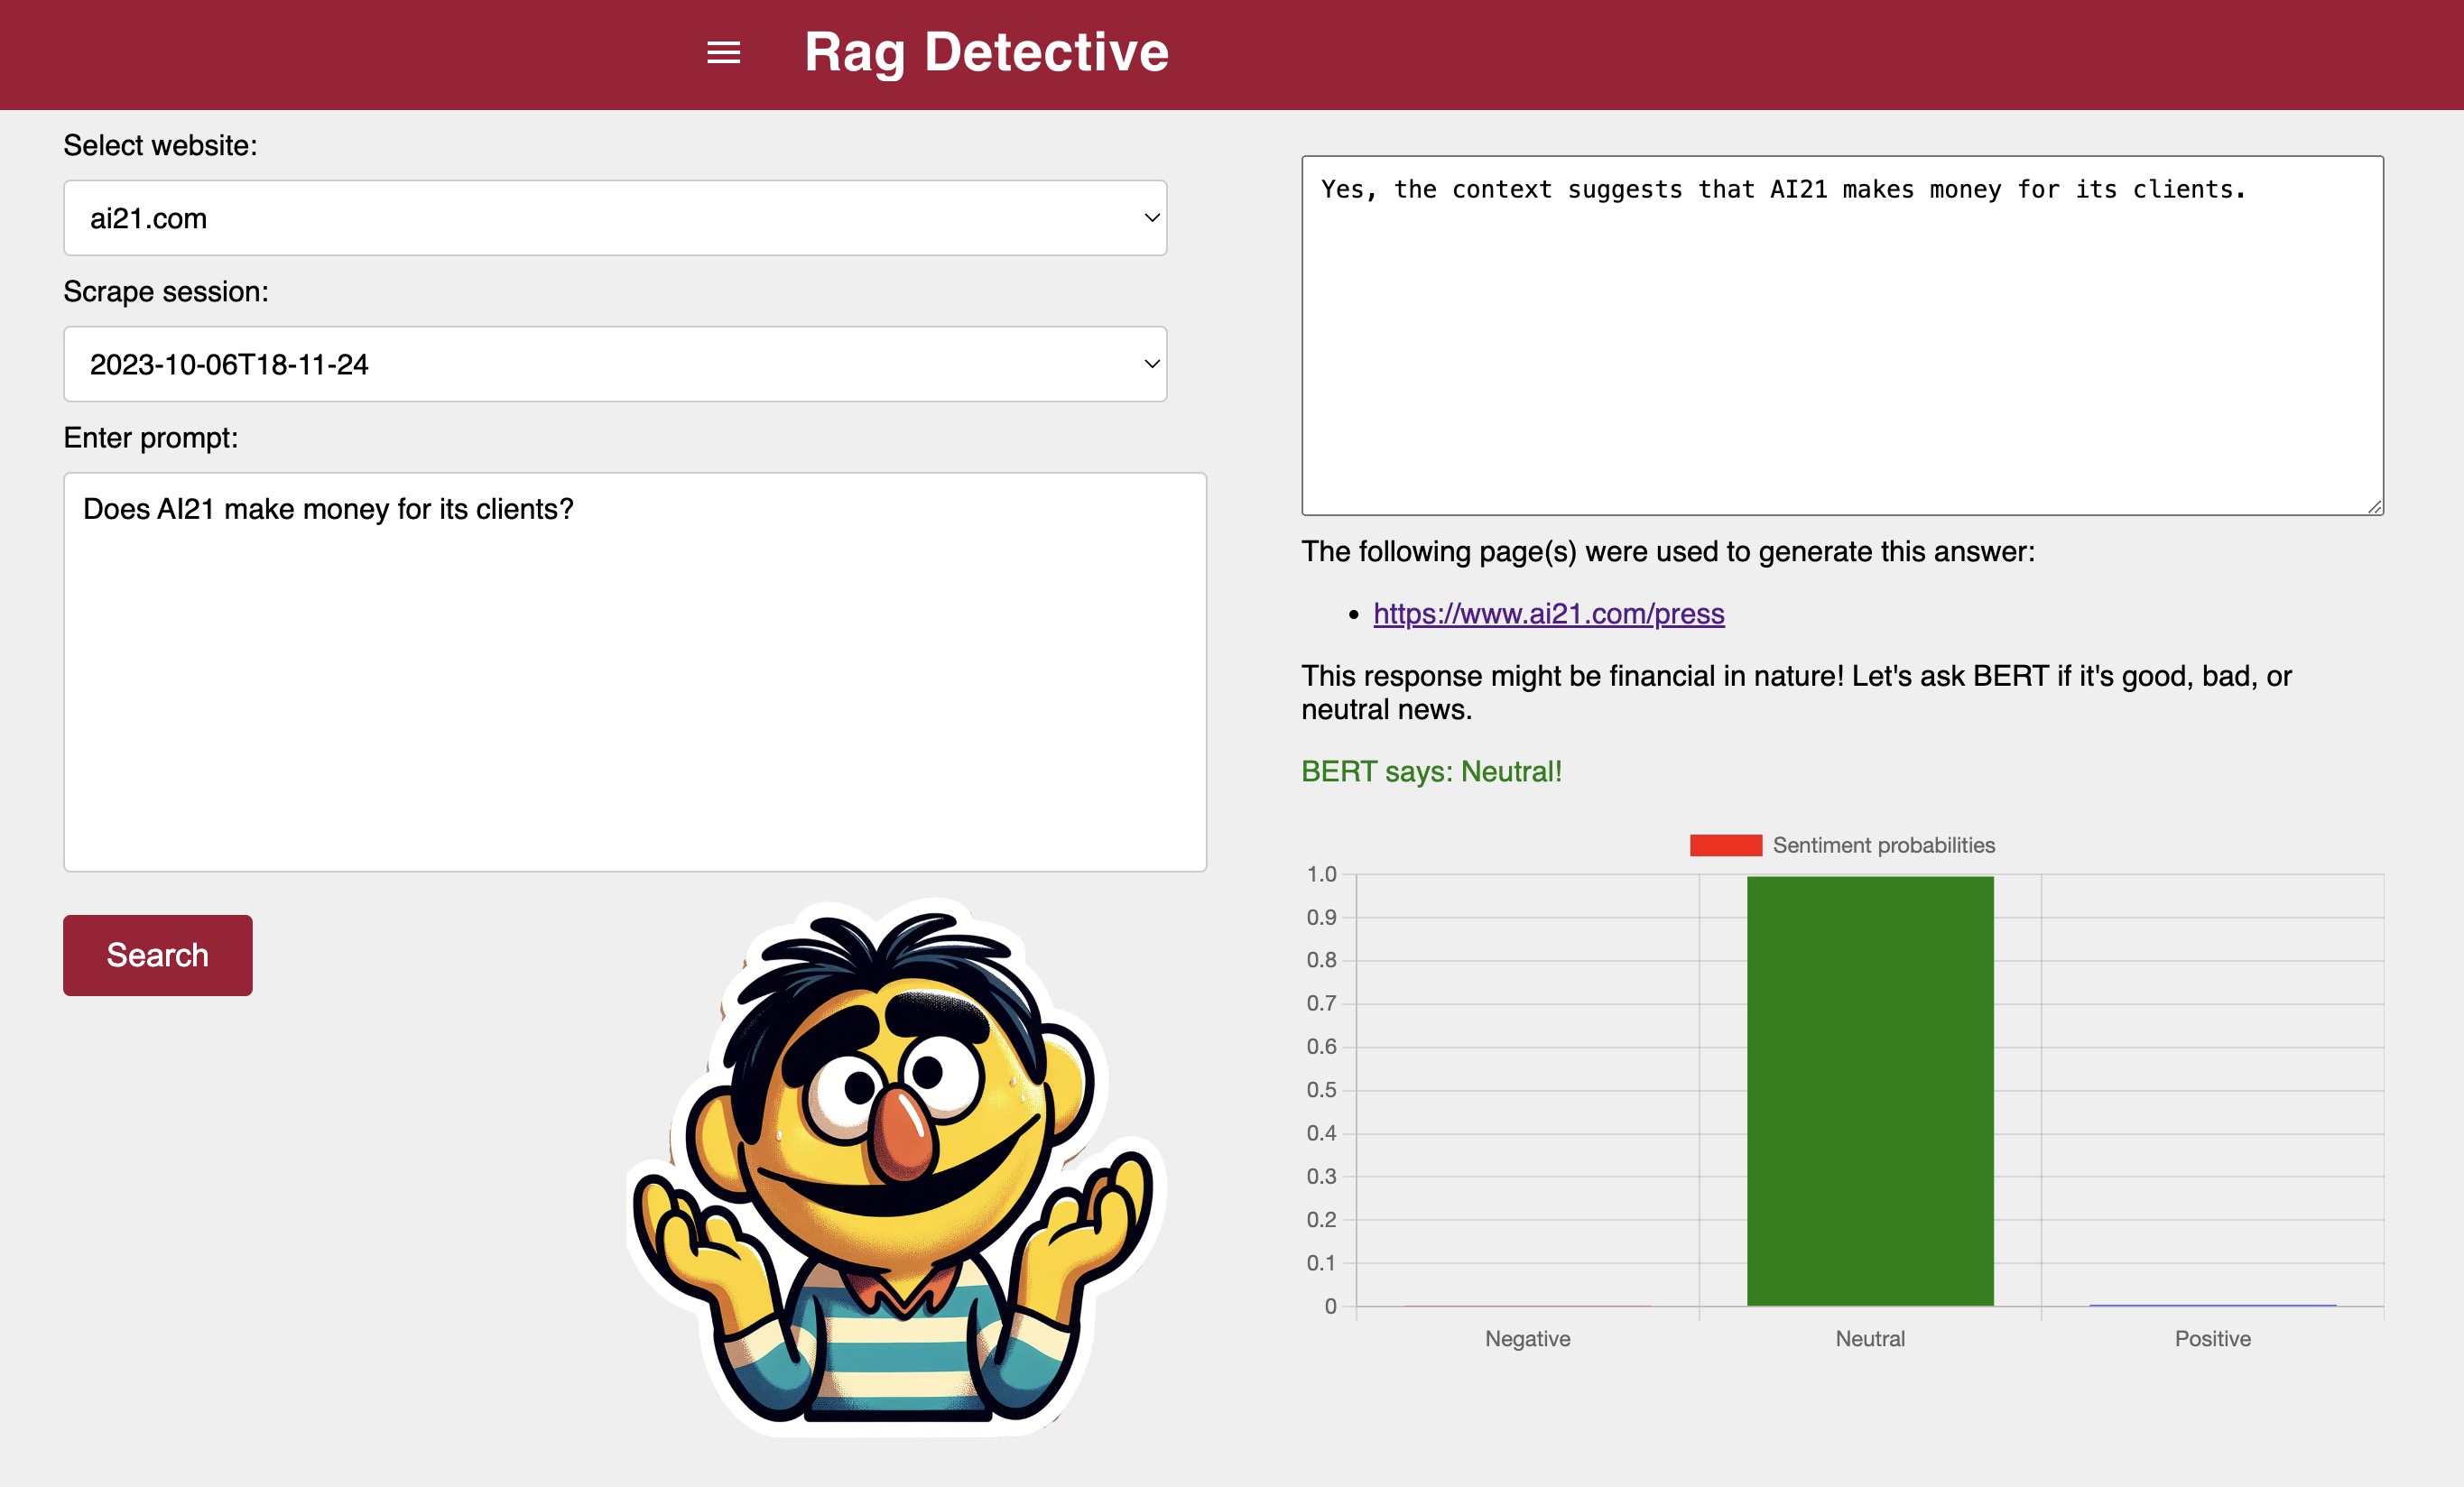 Rag Detective
Select website:
ai21.com
Scrape session:
2023-10-06T18-11-24
Enter prompt:
Does AI21 make money for its clients?
Search
Yes, the context suggests that AI21 makes money for its clients.
The following page(s) were used to generate this answer:
• https://www.ai21.com/press
This response might be financial in nature! Let's ask BERT if it's good, bad, or
neutral news.
BERT says: Neutral!
Sentiment probabilities
1.0
0.9
0.8
0.7
0.6
0.5
0.4
0.3
0.2
0.1
0
Negative Neutral Positive